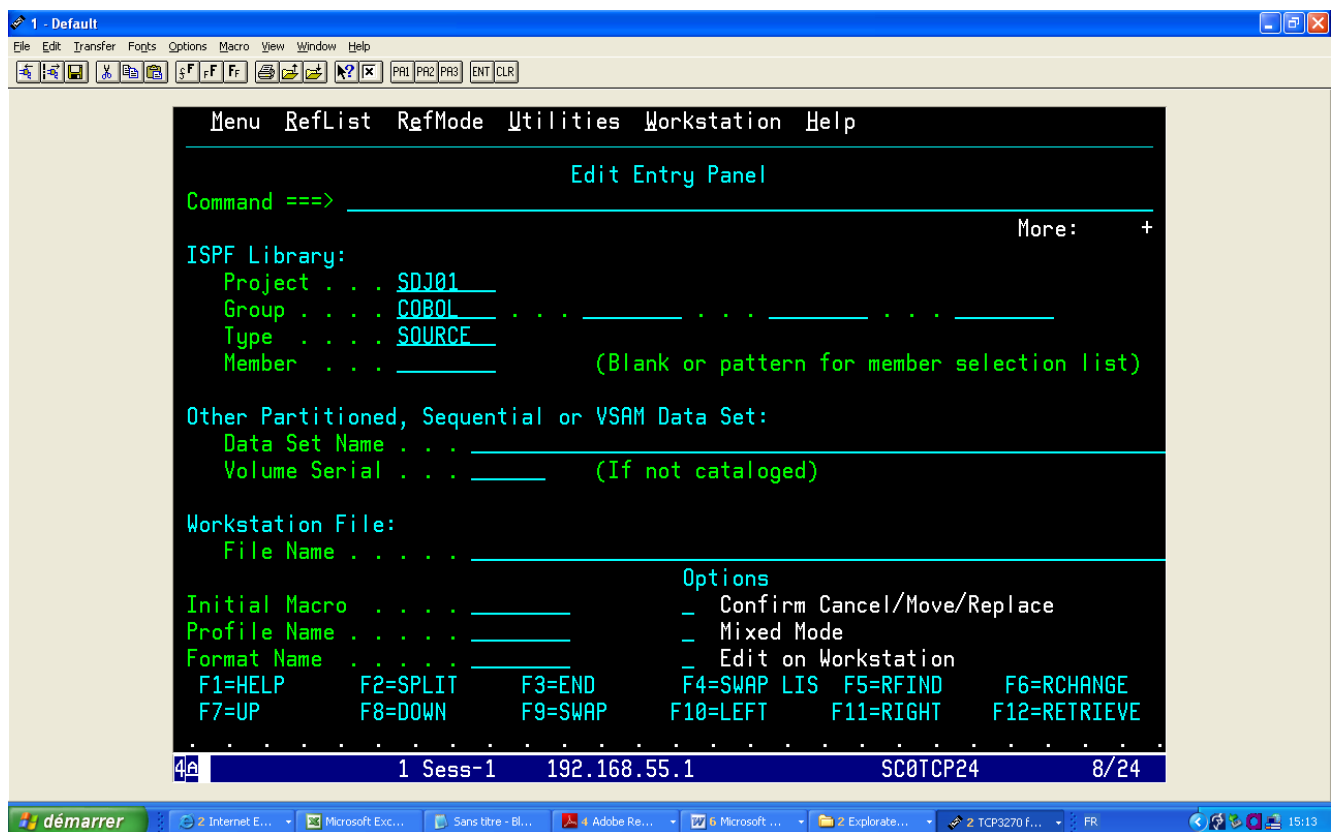 1 - Default
File Edit Transfer Fonts Options Macro View Window Help
PA1 PA2 PA3 ENT CLR
Menu RefList RefMode Utilities Workstation Help
Edit Entry Panel
Command ===>
More: +
ISPF Library:
Project . . . SDJ01
Group . . . . COBOL . . . . . . . . .
Type . . . . SOURCE
Member . . . (Blank or pattern for member selection list)
Other Partitioned, Sequential or VSAM Data Set:
Data Set Name . . .
Volume Serial . . . (If not cataloged)
Workstation File:
File Name . . . . .
Options
Initial Macro . . . . Confirm Cancel/Move/Replace
Profile Name . . . . . Mixed Mode
Format Name . . . . . Edit on Workstation
F1=HELP F2=SPLIT F3=END F4=SWAP LIS F5=RFIND F6=RCHANGE
F7=UP F8=DOWN F9=SWAP F10=LEFT F11=RIGHT F12=RETRIEVE
4A 1 Sess-1 192.168.55.1 SC0TCP24 8/24
démarrer 2 Internet E... Microsoft Exc... Sans titre - Bl... 4 Adobe Re... 6 Microsoft ... 2 Explorate... 2 TCP3270 f... FR 15:13